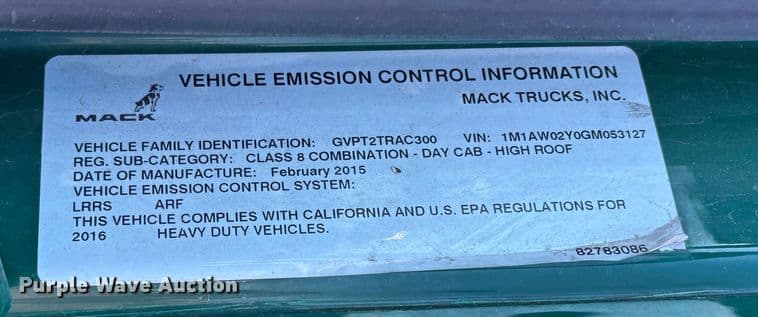 VEHICLE EMISSION CONTROL INFORMATION
MACK
MACK TRUCKS, INC.
VEHICLE FAMILY IDENTIFICATION: GVPT2TRAC300 VIN: 1M1AW02Y0GM053127
REG. SUB-CATEGORY: CLASS 8 COMBINATION - DAY CAB - HIGH ROOF
DATE OF MANUFACTURE: February 2015
VEHICLE EMISSION CONTROL SYSTEM:
LRRS ARF
THIS VEHICLE COMPLIES WITH CALIFORNIA AND U.S. EPA REGULATIONS FOR
2016 HEAVY DUTY VEHICLES.
82783086
Purple Wave Auction